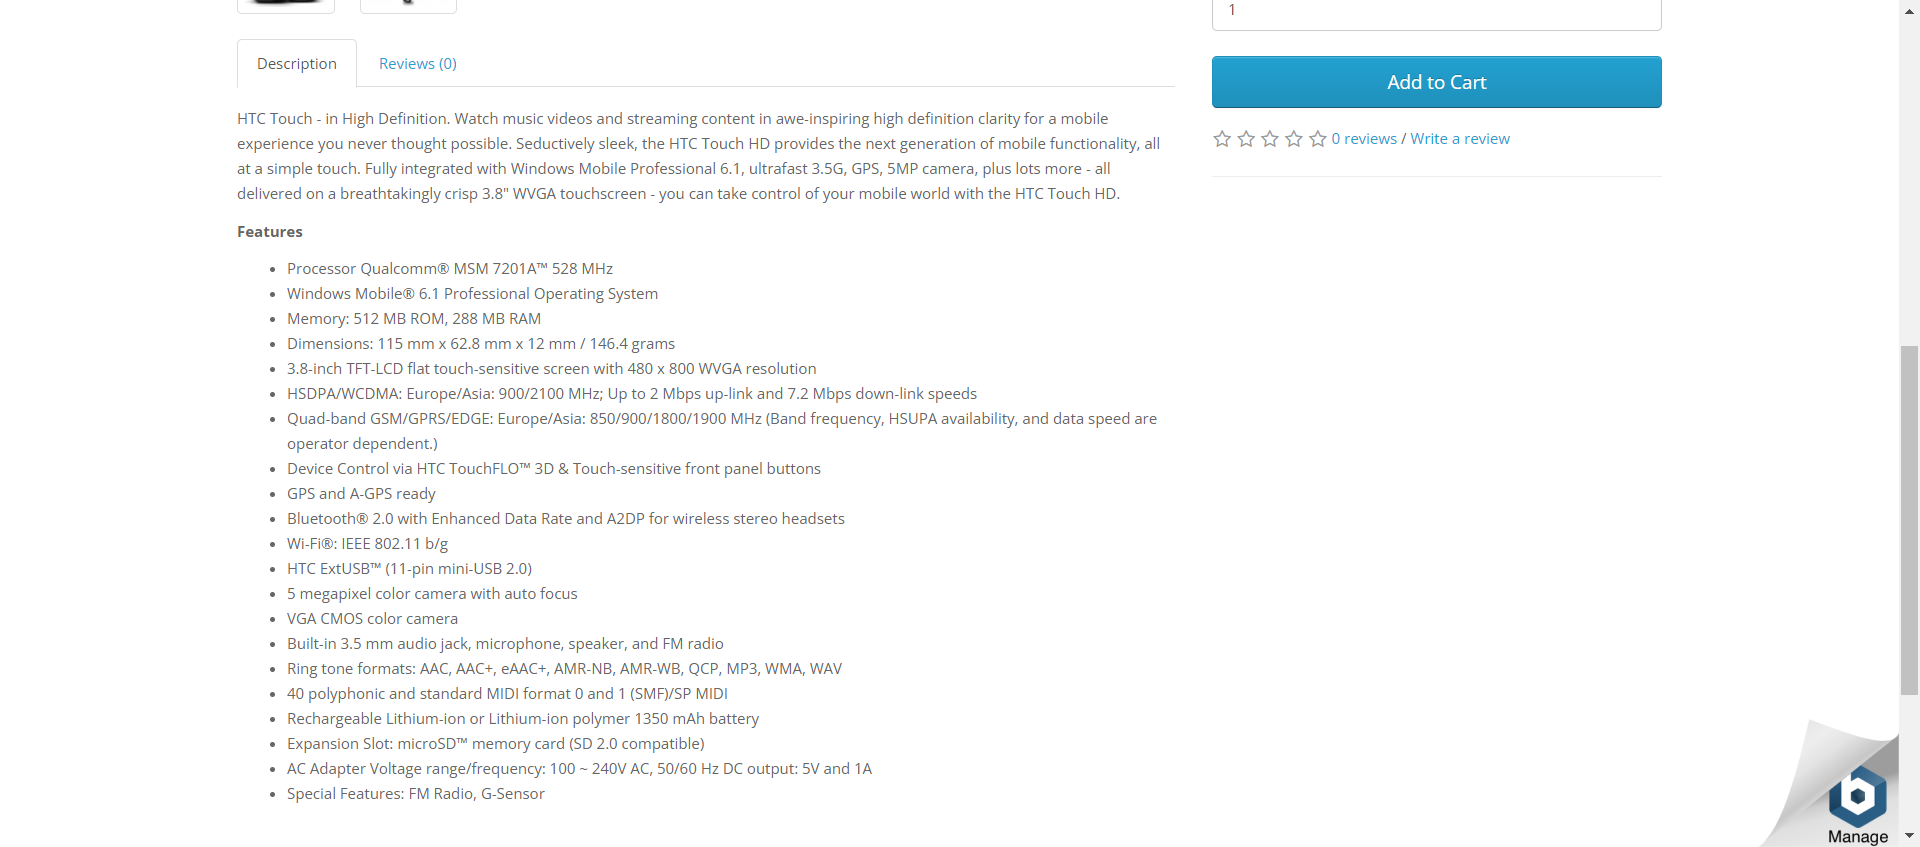 1
Description
Reviews (0)
Add to Cart
0 reviews / Write a review
HTC Touch - in High Definition. Watch music videos and streaming content in awe-inspiring high definition clarity for a mobile
experience you never thought possible. Seductively sleek, the HTC Touch HD provides the next generation of mobile functionality, all
at a simple touch. Fully integrated with Windows Mobile Professional 6.1, ultrafast 3.5G, GPS, 5MP camera, plus lots more - all
delivered on a breathtakingly crisp 3.8" WVGA touchscreen - you can take control of your mobile world with the HTC Touch HD.
Features
• Processor Qualcomm® MSM 7201A™ 528 MHz
• Windows Mobile® 6.1 Professional Operating System
• Memory: 512 MB ROM, 288 MB RAM
• Dimensions: 115 mm x 62.8 mm x 12 mm / 146.4 grams
• 3.8-inch TFT-LCD flat touch-sensitive screen with 480 x 800 WVGA resolution
• HSDPA/WCDMA: Europe/Asia: 900/2100 MHz; Up to 2 Mbps up-link and 7.2 Mbps down-link speeds
• Quad-band GSM/GPRS/EDGE: Europe/Asia: 850/900/1800/1900 MHz (Band frequency, HSUPA availability, and data speed are
operator dependent.)
• Device Control via HTC TouchFLO™ 3D & Touch-sensitive front panel buttons
• GPS and A-GPS ready
• Bluetooth® 2.0 with Enhanced Data Rate and A2DP for wireless stereo headsets
• Wi-Fi®: IEEE 802.11 b/g
• HTC ExtUSB™ (11-pin mini-USB 2.0)
• 5 megapixel color camera with auto focus
• VGA CMOS color camera
• Built-in 3.5 mm audio jack, microphone, speaker, and FM radio
• Ring tone formats: AAC, AAC+, eAAC+, AMR-NB, AMR-WB, QCP, MP3, WMA, WAV
• 40 polyphonic and standard MIDI format 0 and 1 (SMF)/SP MIDI
• Rechargeable Lithium-ion or Lithium-ion polymer 1350 mAh battery
• Expansion Slot: microSD™ memory card (SD 2.0 compatible)
• AC Adapter Voltage range/frequency: 100 ~ 240V AC, 50/60 Hz DC output: 5V and 1A
• Special Features: FM Radio, G-Sensor
b
Manage